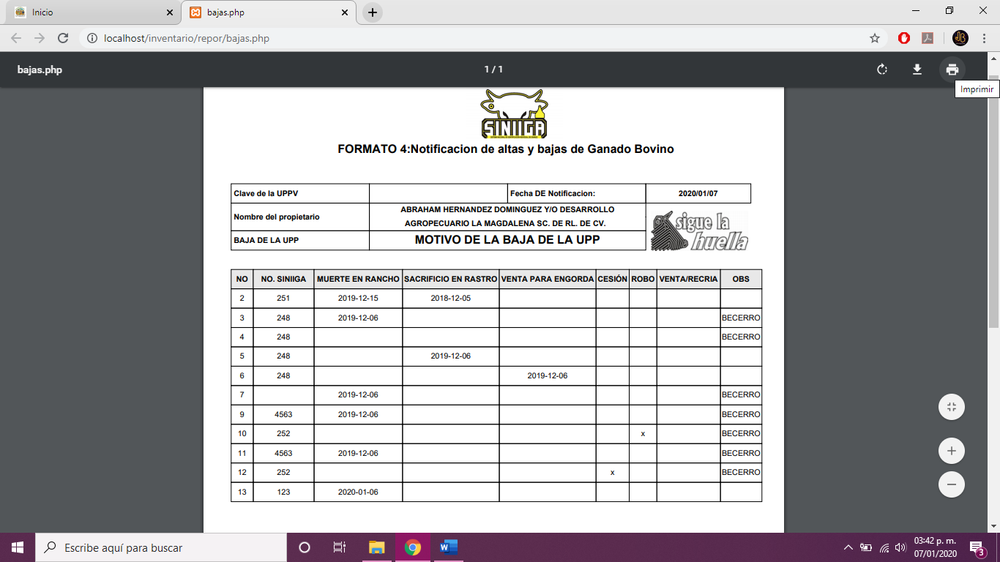 Inicio
bajas.php
localhost/inventario/repor/bajas.php
bajas.php
1 / 1
Imprimir
SINIIGA
FORMATO 4:Notificacion de altas y bajas de Ganado Bovino
Clave de la UPPV Fecha DE Notificacion: 2020/01/07
Nombre del propietario ABRAHAM HERNANDEZ DOMINGUEZ Y/O DESARROLLO
AGROPECUARIO LA MAGDALENA SC. DE RL. DE CV.
BAJA DE LA UPP MOTIVO DE LA BAJA DE LA UPP
sigue la
huella
NO NO. SINIIGA MUERTE EN RANCHO SACRIFICIO EN RASTRO VENTA PARA ENGORDA CESIÓN ROBO VENTA/RECRIA OBS
2 251 2019-12-15 2018-12-05
3 248 2019-12-06 BECERRO
4 248 BECERRO
5 248 2019-12-06
6 248 2019-12-06
7 2019-12-06 BECERRO
9 4563 2019-12-06 BECERRO
10 252 x BECERRO
11 4563 2019-12-06 BECERRO
12 252 x BECERRO
13 123 2020-01-06
Escribe aquí para buscar
03:42 p. m.
07/01/2020
3